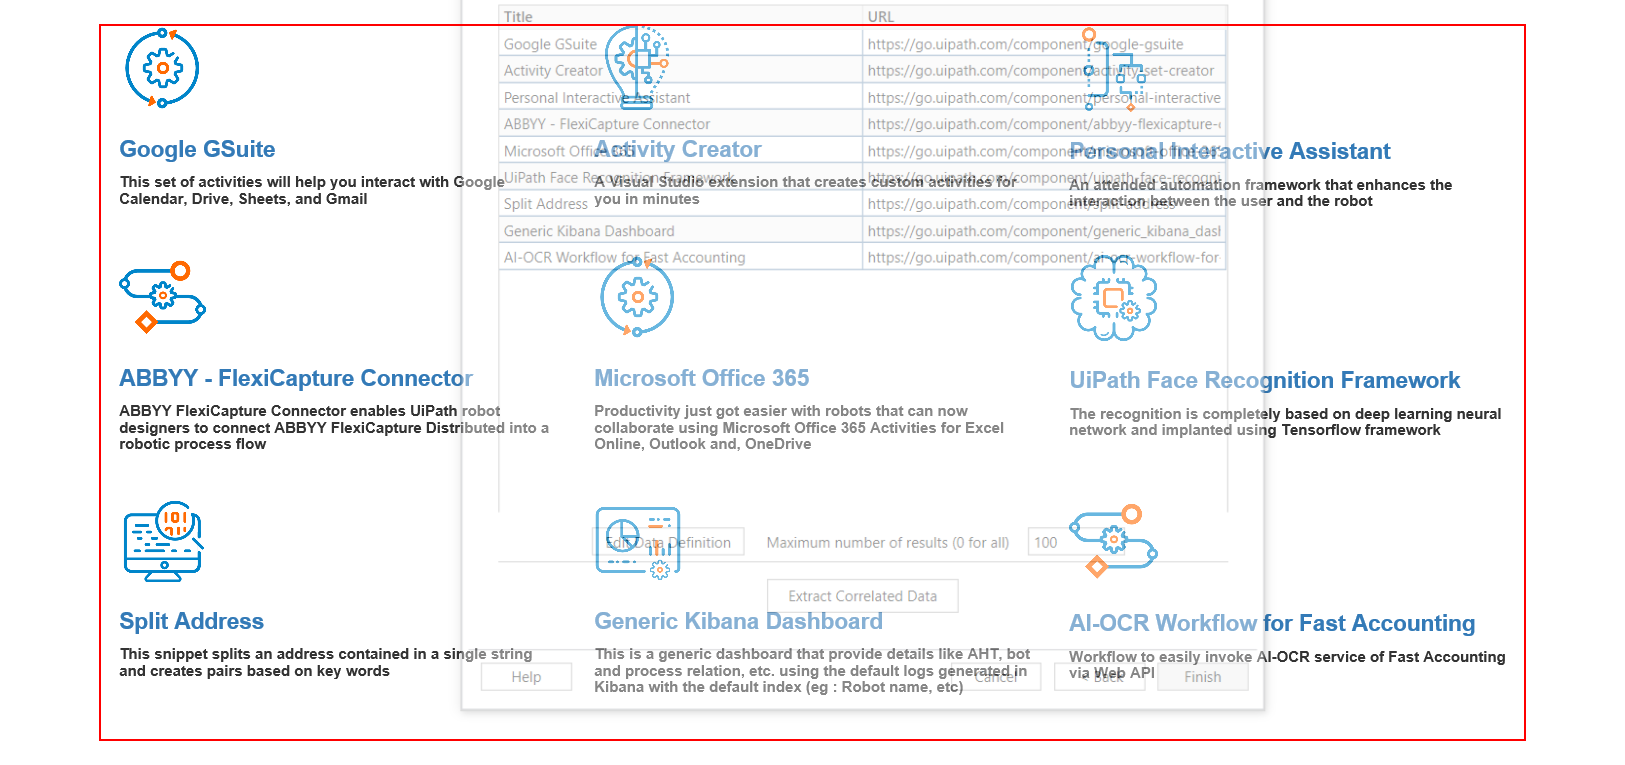 Title URL
Google GSuite https://go.uipath.com/component/google-gsuite
Activity Creator https://go.uipath.com/component/activity-set-creator
Personal Interactive Assistant https://go.uipath.com/component/personal-interactive
ABBYY - FlexiCapture Connector https://go.uipath.com/component/abbyy-flexicapture-
Microsoft Office 365 https://go.uipath.com/component/microsoft-office-365
UiPath Face Recognition Framework https://go.uipath.com/component/uipath-face-recogni
Split Address https://go.uipath.com/component/split-address
Generic Kibana Dashboard https://go.uipath.com/component/generic_kibana_dash
AI-OCR Workflow for Fast Accounting https://go.uipath.com/component/ai-ocr-workflow-for-
Google GSuite
This set of activities will help you interact with Google
Calendar, Drive, Sheets, and Gmail
Activity Creator
A Visual Studio extension that creates custom activities for
you in minutes
Personal Interactive Assistant
An attended automation framework that enhances the
interaction between the user and the robot
ABBYY - FlexiCapture Connector
ABBYY FlexiCapture Connector enables UiPath robot
designers to connect ABBYY FlexiCapture Distributed into a
robotic process flow
Microsoft Office 365
Productivity just got easier with robots that can now
collaborate using Microsoft Office 365 Activities for Excel
Online, Outlook and, OneDrive
UiPath Face Recognition Framework
The recognition is completely based on deep learning neural
network and implanted using Tensorflow framework
Edit Data Definition Maximum number of results (0 for all) 100
Extract Correlated Data
Split Address
This snippet splits an address contained in a single string
and creates pairs based on key words
Generic Kibana Dashboard
This is a generic dashboard that provide details like AHT, bot
and process relation, etc. using the default logs generated in
Kibana with the default index (eg : Robot name, etc)
AI-OCR Workflow for Fast Accounting
Workflow to easily invoke AI-OCR service of Fast Accounting
via Web API
Help Cancel < Back Finish